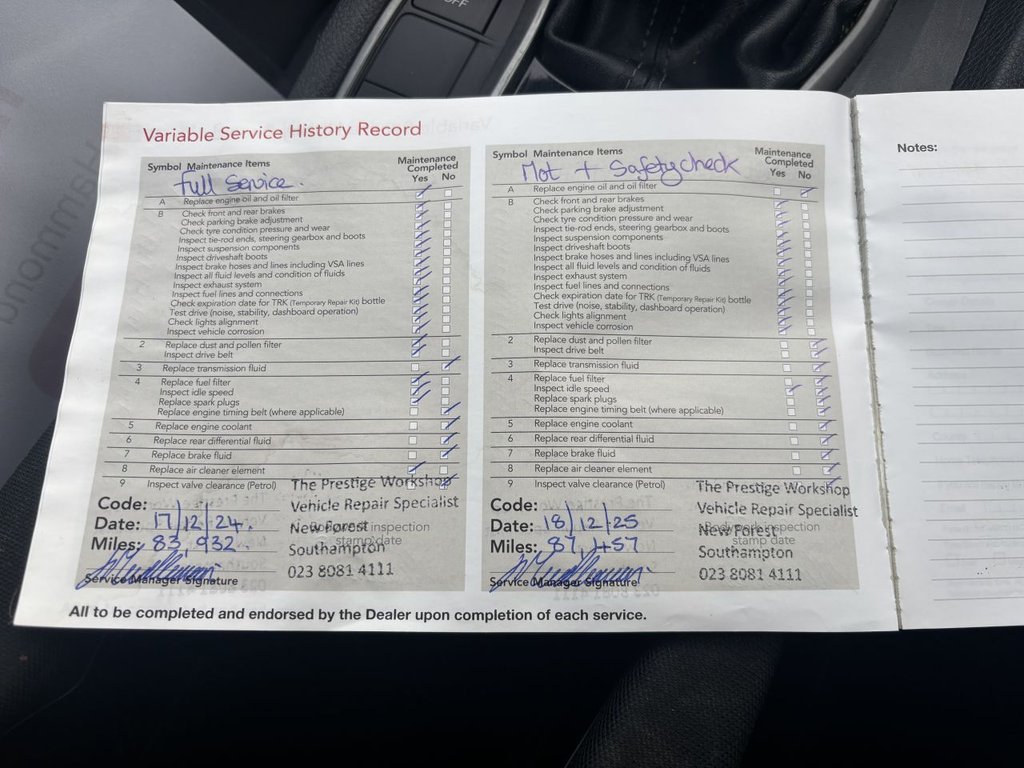 OFF
Variable Service History Record
Symbol Maintenance Items
Maintenance Completed
Yes No
Full Service.
A Replace engine oil and oil filter
B Check front and rear brakes
Check parking brake adjustment
Check tyre condition pressure and wear
Inspect tie-rod ends, steering gearbox and boots
Inspect suspension components
Inspect driveshaft boots
Inspect brake hoses and lines including VSA lines
Inspect all fluid levels and condition of fluids
Inspect exhaust system
Inspect fuel lines and connections
Check expiration date for TRK (Temporary Repair Kit) bottle
Test drive (noise, stability, dashboard operation)
Check lights alignment
Inspect vehicle corrosion
2 Replace dust and pollen filter
Inspect drive belt
3 Replace transmission fluid
4 Replace fuel filter
Inspect idle speed
Replace spark plugs
Replace engine timing belt (where applicable)
5 Replace engine coolant
6 Replace rear differential fluid
7 Replace brake fluid
8 Replace air cleaner element
9 Inspect valve clearance (Petrol)
The Prestige Workshop
Vehicle Repair Specialist
New Forest
Southampton
023 8081 4111
inspection
stamp date
Code:
Date: 17/12/24.
Miles: 83,932.
Service Manager Signature
Symbol Maintenance Items
Maintenance Completed
Yes No
Mot + Safetycheck
A Replace engine oil and oil filter
B Check front and rear brakes
Check parking brake adjustment
Check tyre condition pressure and wear
Inspect tie-rod ends, steering gearbox and boots
Inspect suspension components
Inspect driveshaft boots
Inspect brake hoses and lines including VSA lines
Inspect all fluid levels and condition of fluids
Inspect exhaust system
Inspect fuel lines and connections
Check expiration date for TRK (Temporary Repair Kit) bottle
Test drive (noise, stability, dashboard operation)
Check lights alignment
Inspect vehicle corrosion
2 Replace dust and pollen filter
Inspect drive belt
3 Replace transmission fluid
4 Replace fuel filter
Inspect idle speed
Replace spark plugs
Replace engine timing belt (where applicable)
5 Replace engine coolant
6 Replace rear differential fluid
7 Replace brake fluid
8 Replace air cleaner element
9 Inspect valve clearance (Petrol)
The Prestige Workshop
Vehicle Repair Specialist
New Forest
Southampton
023 8081 4111
inspection
stamp date
Code:
Date: 18/12/25
Miles: 87,457
Service Manager Signature
All to be completed and endorsed by the Dealer upon completion of each service.
Notes: